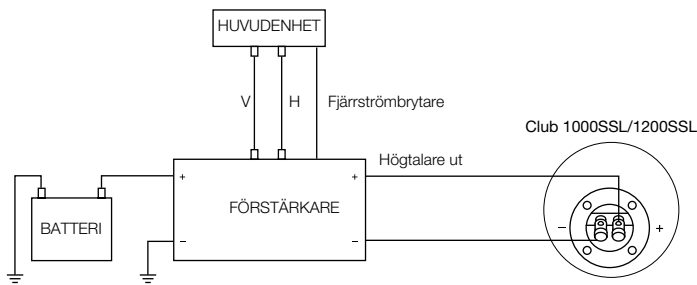 HUVUDENHET
V
H
Fjärrströmbrytare
Club 1000SSL/1200SSL
Högtalare ut
+
+
FÖRSTÄRKARE
BATTERI
–
–
–
+